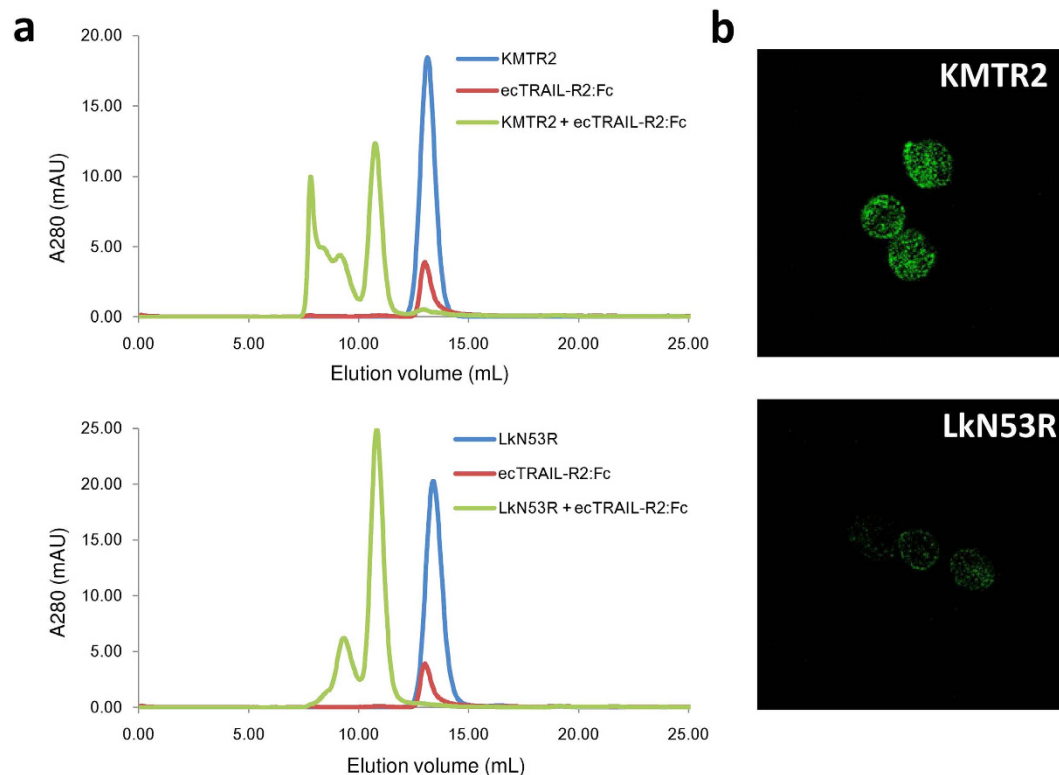 a
b
20.00
15.00
10.00
5.00
0.00
A280 (mAU)
KMTR2
ecTRAIL-R2:Fc
KMTR2 + ecTRAIL-R2:Fc
0.00 5.00 10.00 15.00 20.00 25.00
Elution volume (mL)
KMTR2
25.00
20.00
15.00
10.00
5.00
0.00
A280 (mAU)
LkN53R
ecTRAIL-R2:Fc
LkN53R + ecTRAIL-R2:Fc
0.00 5.00 10.00 15.00 20.00 25.00
Elution volume (mL)
LkN53R